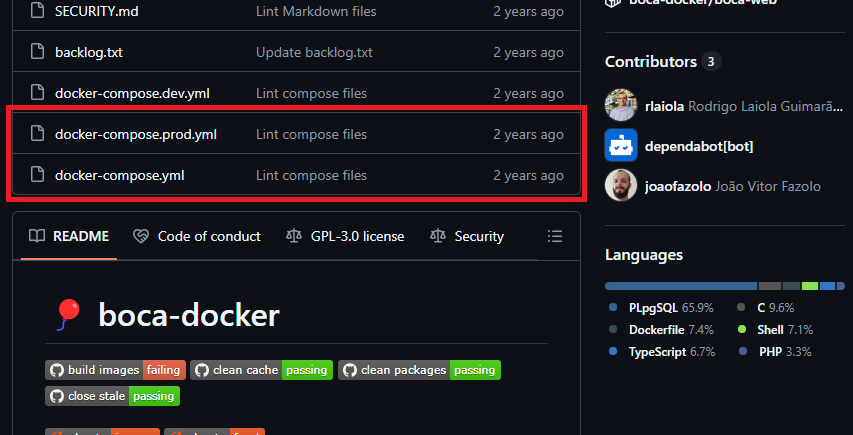 SECURITY.md Lint Markdown files 2 years ago
backlog.txt Update backlog.txt 2 years ago
docker-compose.dev.yml Lint compose files 2 years ago
docker-compose.prod.yml Lint compose files 2 years ago
docker-compose.yml Lint compose files 2 years ago
README Code of conduct GPL-3.0 license Security
boca-docker
build images failing clean cache passing clean packages passing
close stale passing
boca-docker/boca-web
Contributors 3
rlaiola Rodrigo Laiola Guimarã...
dependabot[bot]
joaofazolo João Vitor Fazolo
Languages
PLpgSQL 65.9% C 9.6%
Dockerfile 7.4% Shell 7.1%
TypeScript 6.7% PHP 3.3%